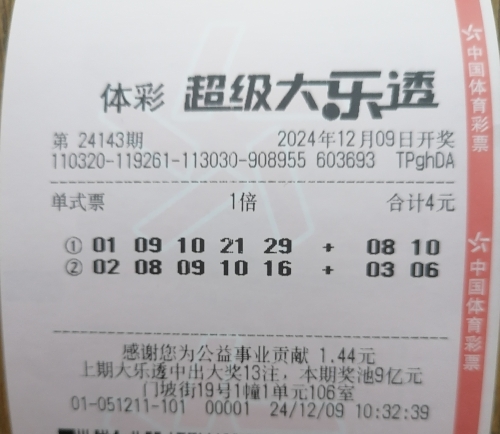 体彩 超级大乐透
第 24143期 2024年12月09日开奖
110320-119261-113030-908955 603693 TPghDA
单式票 1倍 合计4元
① 01 09 10 21 29 + 08 10
② 02 08 09 10 16 + 03 06
感谢您为公益事业贡献 1.44元
上期大乐透中出大奖13注，本期奖池9亿元
门坡街19号1幢1单元106室
01-051211-101 00001 24/12/09 10:32:39
中国体育彩票
中国体育彩票